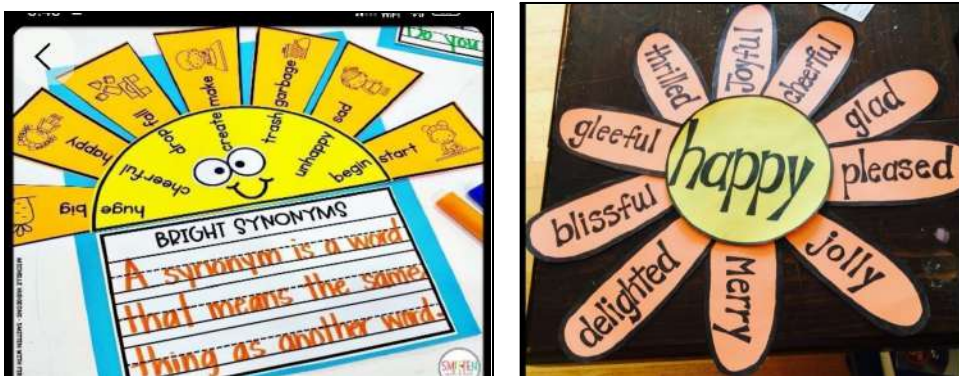 big
huge
happy
cheerful
fall
drop
make
create
garbage
trash
sad
unhappy
start
begin
BRIGHT SYNONYMS
A synonym is a word
that means the same
thing as another word.
SMITTEN
thrilled
Joyful
cheerful
glad
pleased
jolly
Merry
delighted
blissful
gleeful
happy